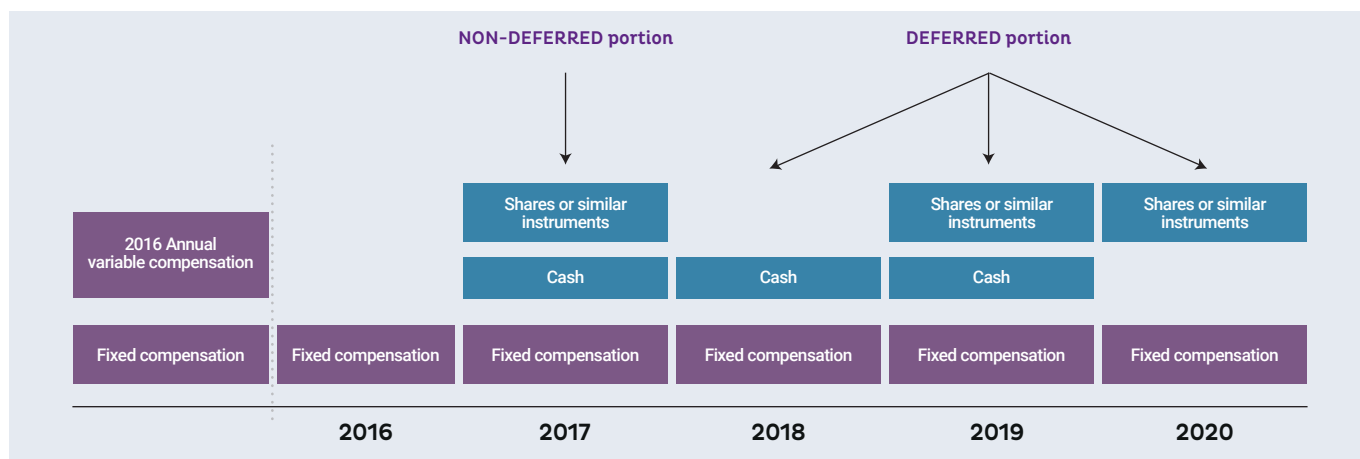 NON-DEFERRED portion
DEFERRED portion
Shares or similar
instruments
Shares or similar
instruments
Shares or similar
instruments
2016 Annual
variable compensation
Cash
Cash
Cash
Fixed compensation
Fixed compensation
Fixed compensation
Fixed compensation
Fixed compensation
Fixed compensation
2016
2017
2018
2019
2020